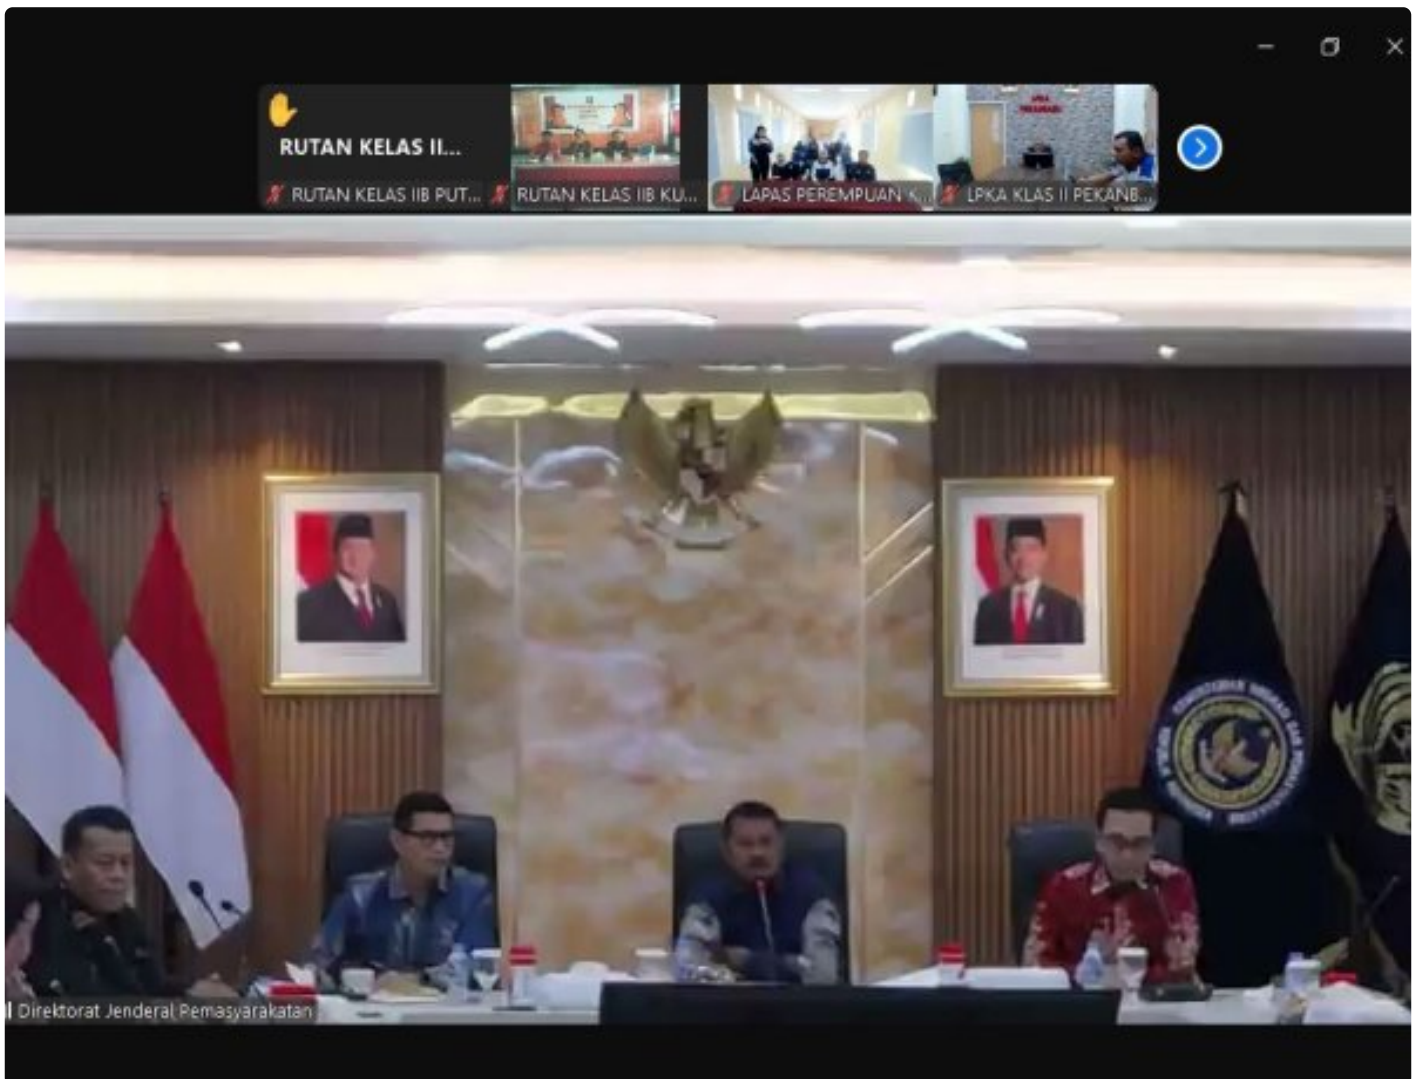 RUTAN KELAS II...
RUTAN KELAS IIB PUT...
RUTAN KELAS IIB KU...
LAPAS PEREMPUAN K...
LPKA KLAS II PEKANB...
Direktorat Jenderal Pemasyarakatan